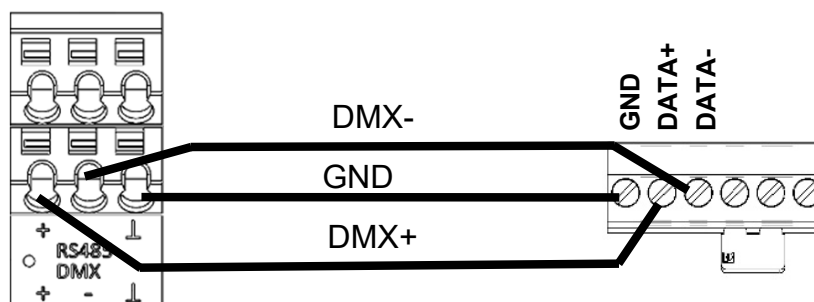 GND
DATA+
DATA-
DMX-
GND
DMX+
+ ⊥
RS485
DMX
+ - ⊥